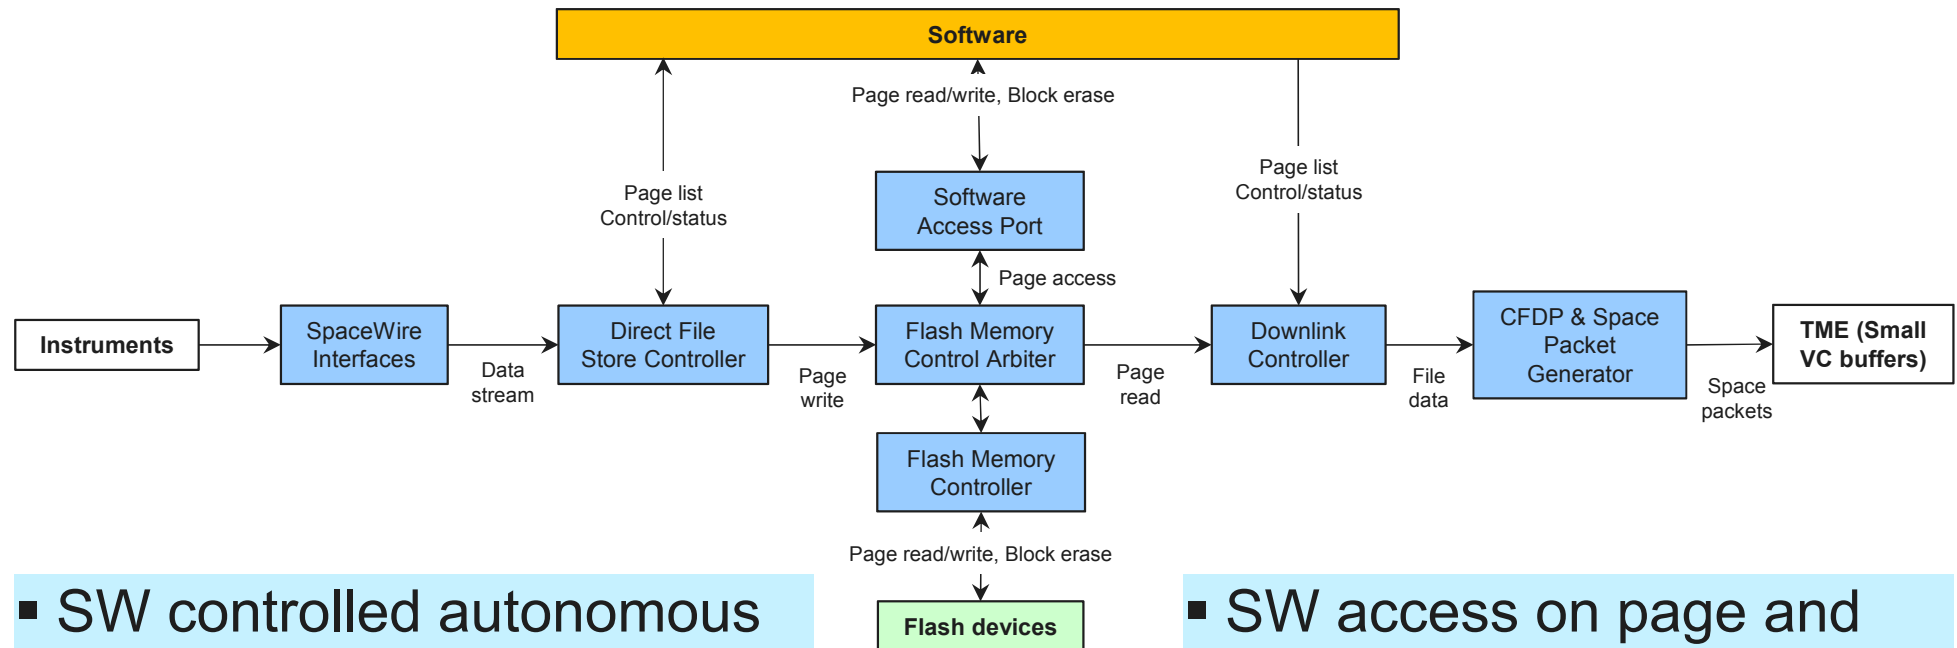 Software
Page read/write, Block erase
Page list
Control/status
Software
Access Port
Page list
Control/status
Page access
Instruments
SpaceWire
Interfaces
Data
stream
Direct File
Store Controller
Page
write
Flash Memory
Control Arbiter
Page
read
Downlink
Controller
File
data
CFDP & Space
Packet
Generator
Space
packets
TME (Small
VC buffers)
Flash Memory
Controller
Page read/write, Block erase
Flash devices
▪ SW controlled autonomous
▪ SW access on page and